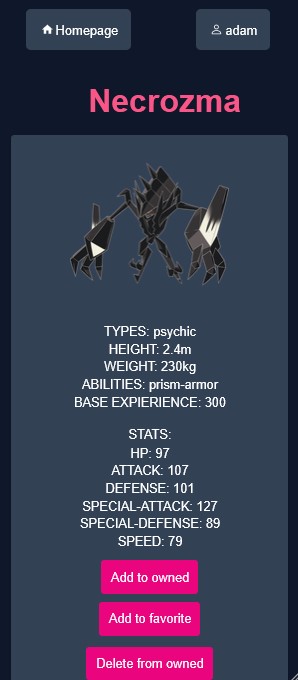 Homepage
adam
Necrozma
TYPES: psychic
HEIGHT: 2.4m
WEIGHT: 230kg
ABILITIES: prism-armor
BASE EXPIERIENCE: 300
STATS:
HP: 97
ATTACK: 107
DEFENSE: 101
SPECIAL-ATTACK: 127
SPECIAL-DEFENSE: 89
SPEED: 79
Add to owned
Add to favorite
Delete from owned